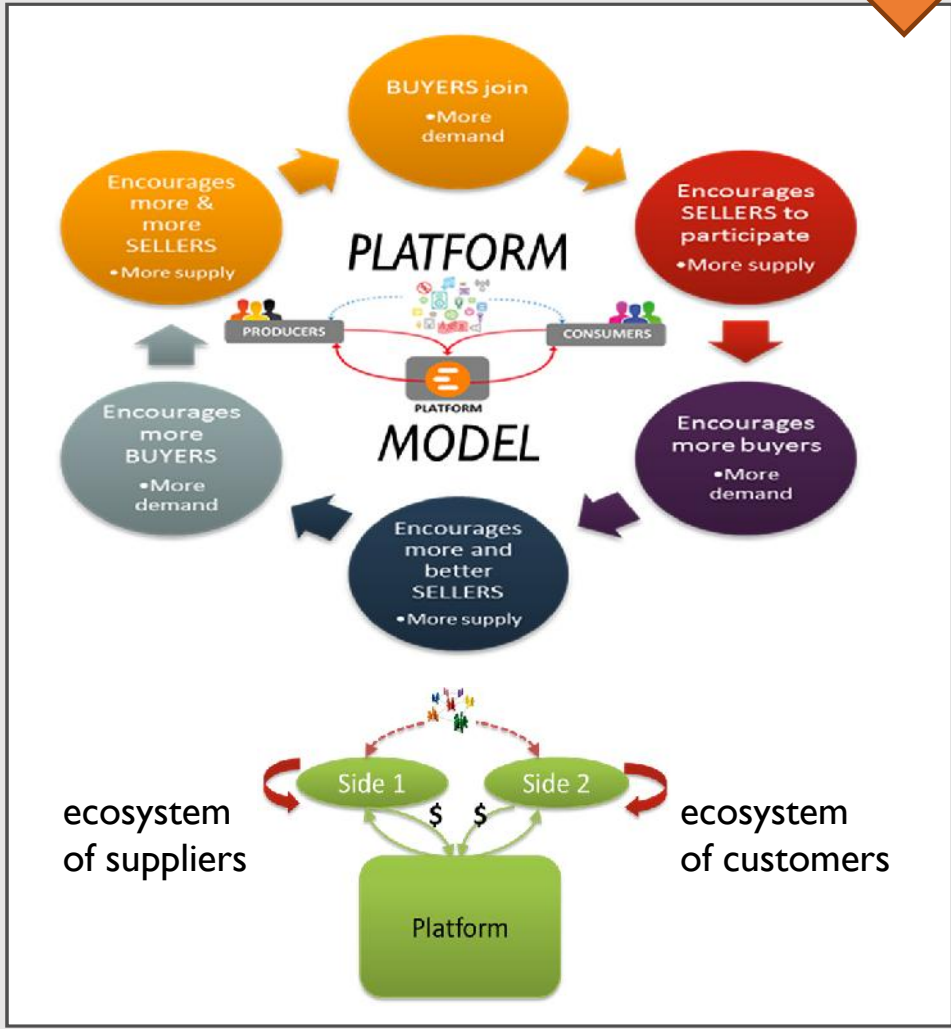 BUYERS join
•More
demand
Encourages
SELLERS to
participate
•More supply
Encourages
more buyers
•More
demand
Encourages
more and
better
SELLERS
•More supply
Encourages
more
BUYERS
•More
demand
Encourages
more &
more
SELLERS
•More supply
PLATFORM
PRODUCERS
CONSUMERS
PLATFORM
MODEL
Side 1
Side 2
$ $
ecosystem
of suppliers
ecosystem
of customers
Platform